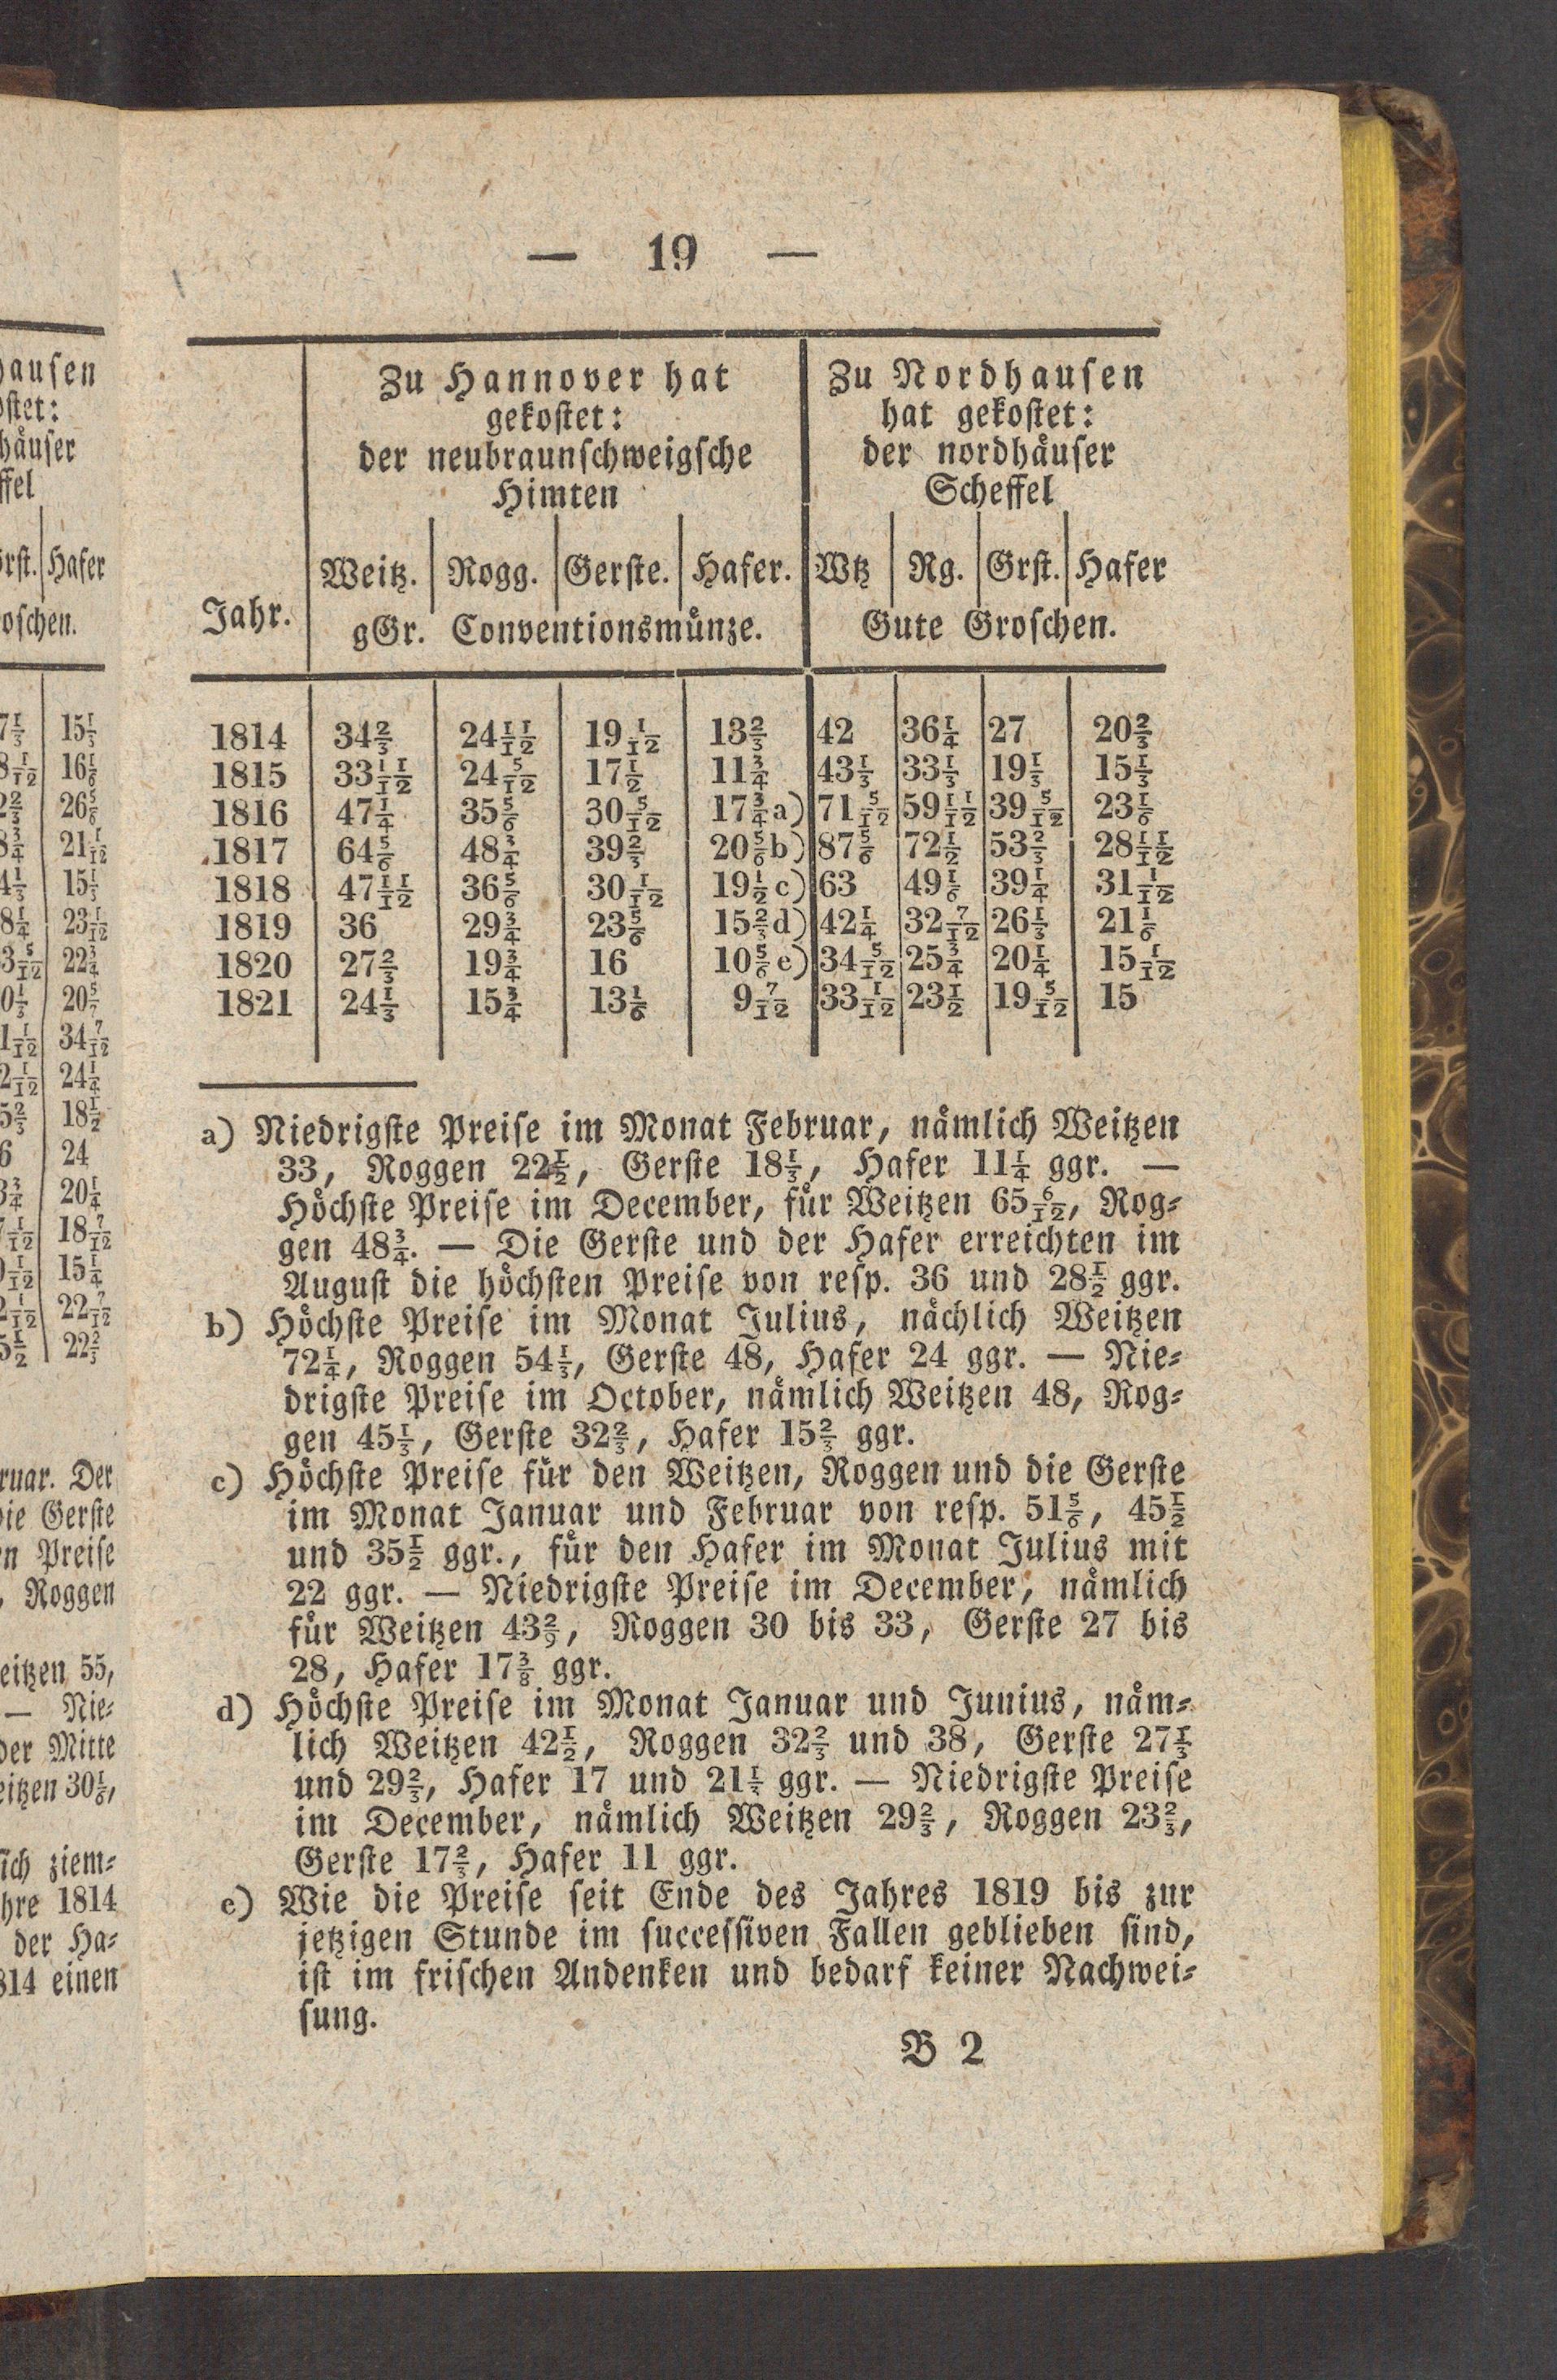 — 19 —
Zu Hannover hat
gekostet:
der neubraunschweigsche
Himten
Zu Nordhausen
hat gekostet:
der nordhäuser
Scheffel
Jahr.
Weitz. Rogg. Gerste. Hafer. Wtz Rg. Grst. Hafer
gGr. Conventionsmünze. Gute Groschen.
1814 34⅔ 24 11/12 19 1/12 13⅔ 42 36¼ 27 20⅔
1815 33 11/12 24 5/12 17½ 11¾ 43⅓ 33⅓ 19⅓ 15⅓
1816 47¼ 35⅚ 30 5/12 17¾ a) 71 5/12 59 11/12 39 5/12 23⅙
1817 64⅚ 48¾ 39⅔ 20⅚ b) 87⅚ 72½ 53⅔ 28 11/12
1818 47 11/12 36⅚ 30 1/12 19½ c) 63 49⅙ 39¼ 31 1/12
1819 36 29¾ 23⅚ 15⅔ d) 42¼ 32 7/12 26⅓ 21⅙
1820 27⅔ 19¾ 16 10⅚ e) 34 5/12 25¾ 20¼ 15 1/12
1821 24⅓ 15¾ 13⅙ 9 7/12 33 1/12 23½ 19 5/12 15
a) Niedrigste Preise im Monat Februar, nämlich Weitzen
33, Roggen 22½, Gerste 18⅓, Hafer 11¼ ggr. —
Höchste Preise im December, für Weitzen 65 6/12, Rog-
gen 48¾. — Die Gerste und der Hafer erreichten im
August die höchsten Preise von resp. 36 und 28½ ggr.
b) Höchste Preise im Monat Julius, nächlich Weitzen
72¼, Roggen 54⅓, Gerste 48, Hafer 24 ggr. — Nie-
drigste Preise im October, nämlich Weitzen 48, Rog-
gen 45⅓, Gerste 32⅔, Hafer 15⅔ ggr.
c) Höchste Preise für den Weitzen, Roggen und die Gerste
im Monat Januar und Februar von resp. 51⅚, 45½
und 35½ ggr., für den Hafer im Monat Julius mit
22 ggr. — Niedrigste Preise im December, nämlich
für Weitzen 43 2/9, Roggen 30 bis 33, Gerste 27 bis
28, Hafer 17⅜ ggr.
d) Höchste Preise im Monat Januar und Junius, näm-
lich Weitzen 42½, Roggen 32⅔ und 38, Gerste 27⅓
und 29⅔, Hafer 17 und 21 ggr. — Niedrigste Preise
im December, nämlich Weitzen 29⅔, Roggen 23⅔,
Gerste 17⅔, Hafer 11 ggr.
e) Wie die Preise seit Ende des Jahres 1819 bis zur
jetzigen Stunde im successiven Fallen geblieben sind,
ist im frischen Andenken und bedarf keiner Nachwei-
sung.
B 2